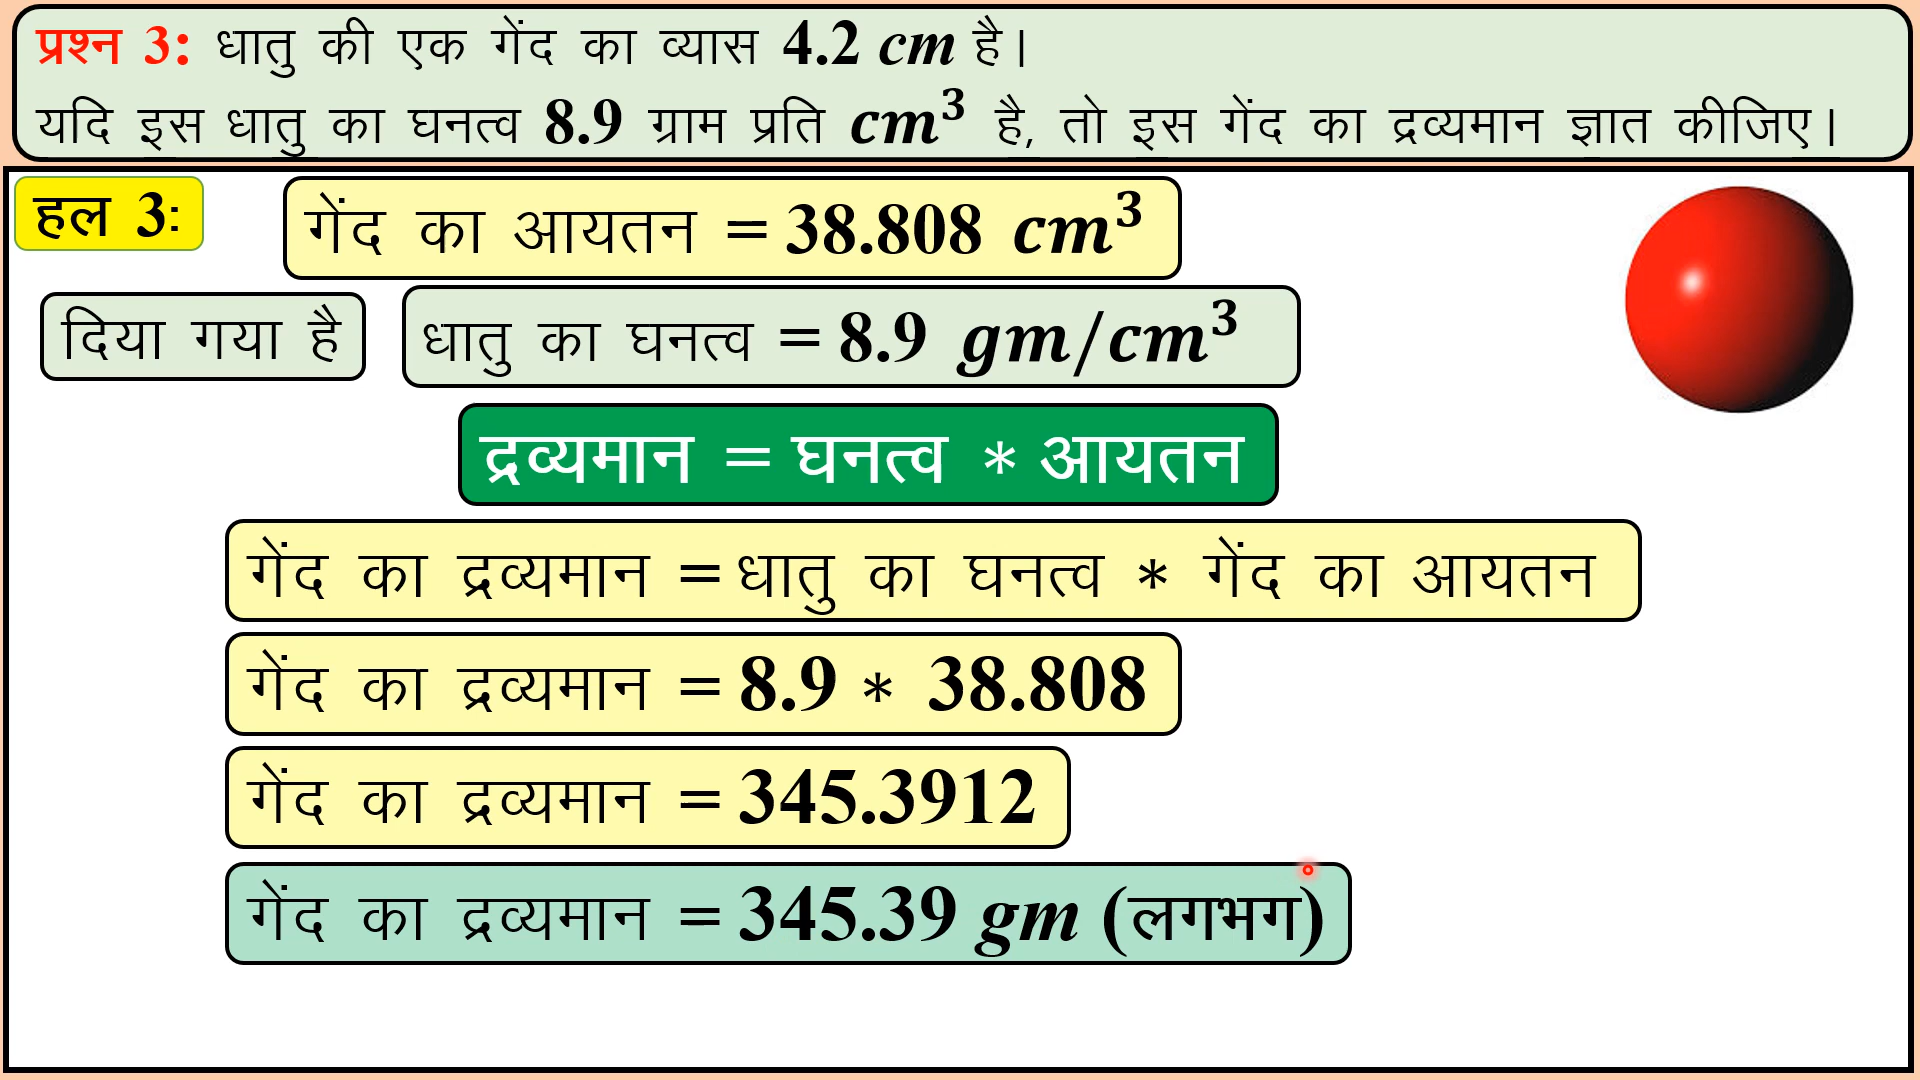 प्रश्न 3: धातु की एक गेंद का व्यास 4.2 cm है।
यदि इस धातु का घनत्व 8.9 ग्राम प्रति cm³ है, तो इस गेंद का द्रव्यमान ज्ञात कीजिए।
हल 3:
गेंद का आयतन = 38.808 cm³
दिया गया है
धातु का घनत्व = 8.9 gm/cm³
द्रव्यमान = घनत्व * आयतन
गेंद का द्रव्यमान = धातु का घनत्व * गेंद का आयतन
गेंद का द्रव्यमान = 8.9 * 38.808
गेंद का द्रव्यमान = 345.3912
गेंद का द्रव्यमान = 345.39 gm (लगभग)